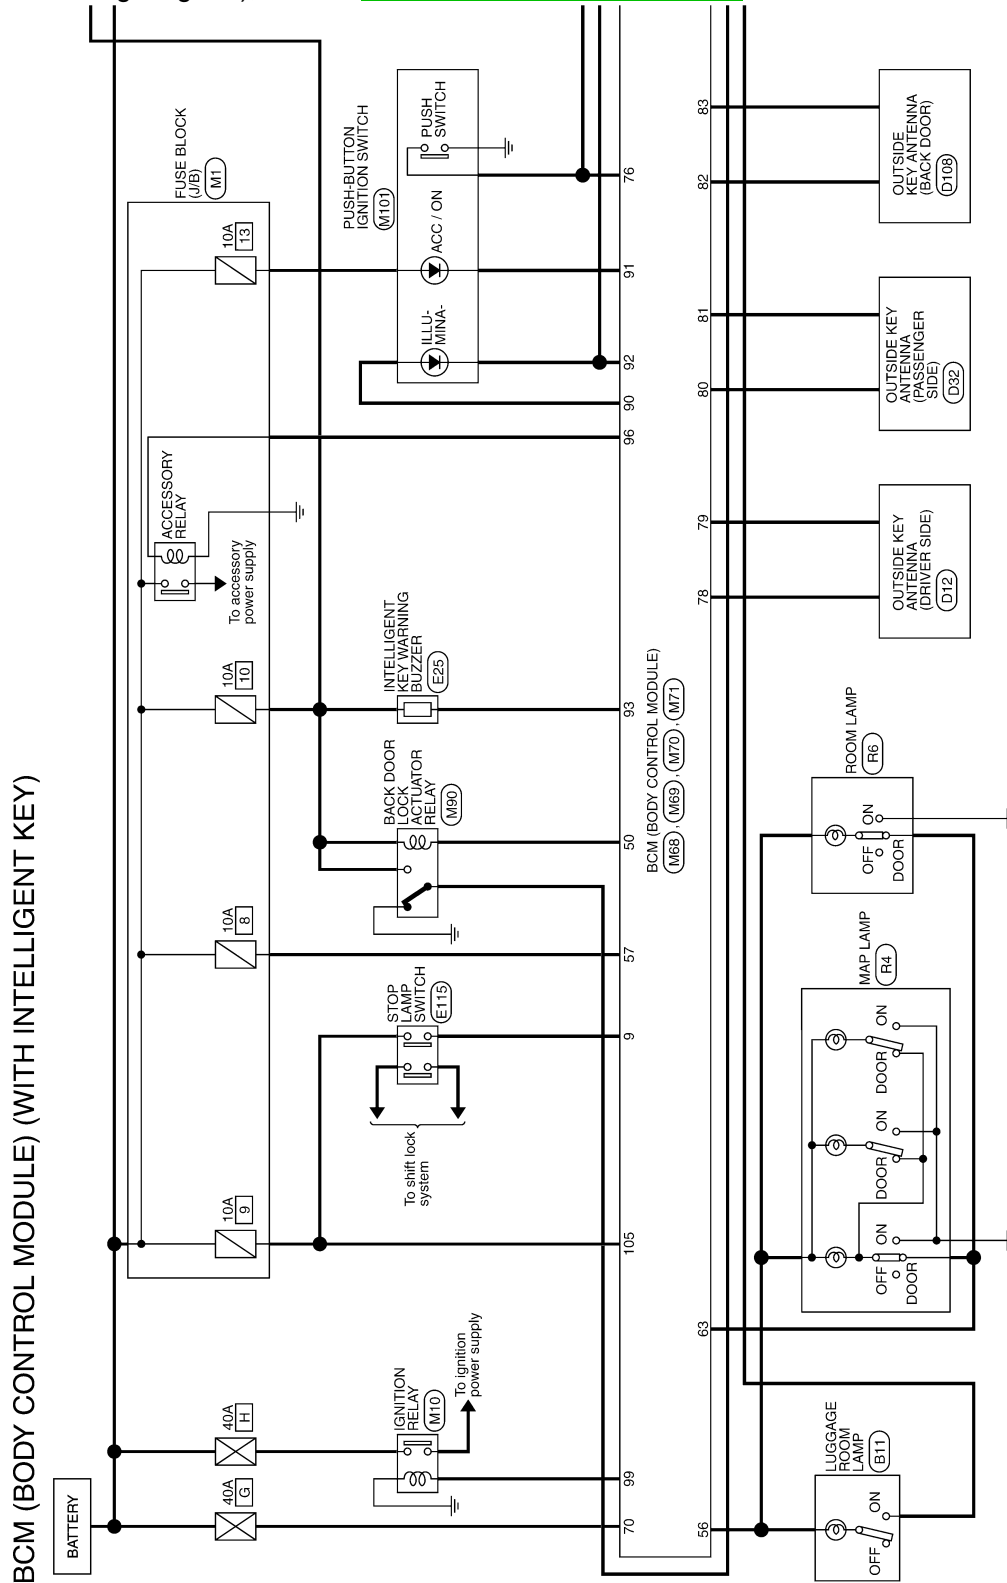 BCM (BODY CONTROL MODULE) (WITH INTELLIGENT KEY)
BATTERY
40A
G
40A
H
10A
9
10A
8
10A
10
10A
13
FUSE BLOCK
(J/B)
M1
ACCESSORY
RELAY
To accessory
power supply
IGNITION
RELAY
M10
To ignition
power supply
To shift lock
system
STOP
LAMP
SWITCH
E115
BACK DOOR
LOCK
ACTUATOR
RELAY
M90
INTELLIGENT
KEY WARNING
BUZZER
E25
PUSH-BUTTON
IGNITION SWITCH
M101
ILLU-
MINA-
ACC / ON
PUSH
SWITCH
70
99
105
9
57
50
93
96
90
92
91
76
BCM (BODY CONTROL MODULE)
M68 , M69 , M70 , M71
56
63
78
79
80
81
82
83
LUGGAGE
ROOM
LAMP
B11
OFF
ON
MAP LAMP
R4
OFF
ON
DOOR
DOOR
ON
DOOR
ON
ROOM LAMP
R6
OFF
ON
DOOR
OUTSIDE KEY
ANTENNA
(DRIVER SIDE)
D12
OUTSIDE KEY
ANTENNA
(PASSENGER
SIDE)
D32
OUTSIDE
KEY ANTENNA
(BACK DOOR)
D108